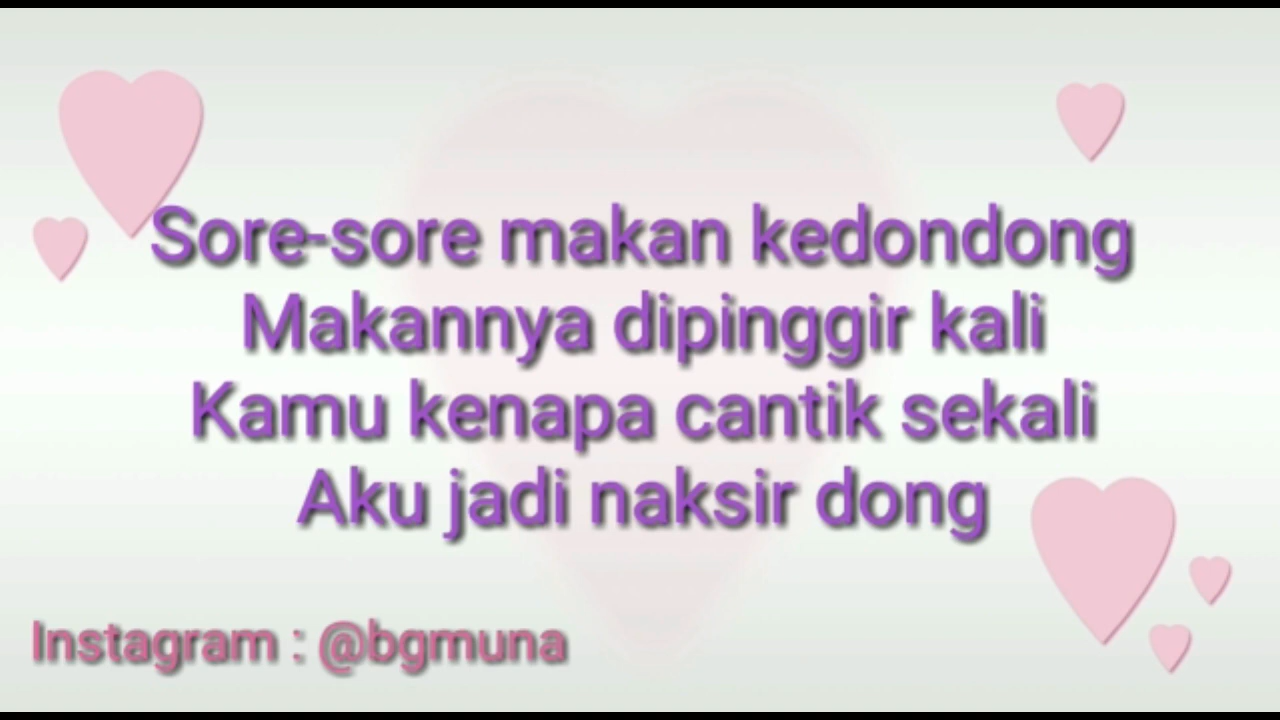 Sore-sore makan kedondong
Makannya dipinggir kali
Kamu kenapa cantik sekali
Aku jadi naksir dong
Instagram : @bgmuna